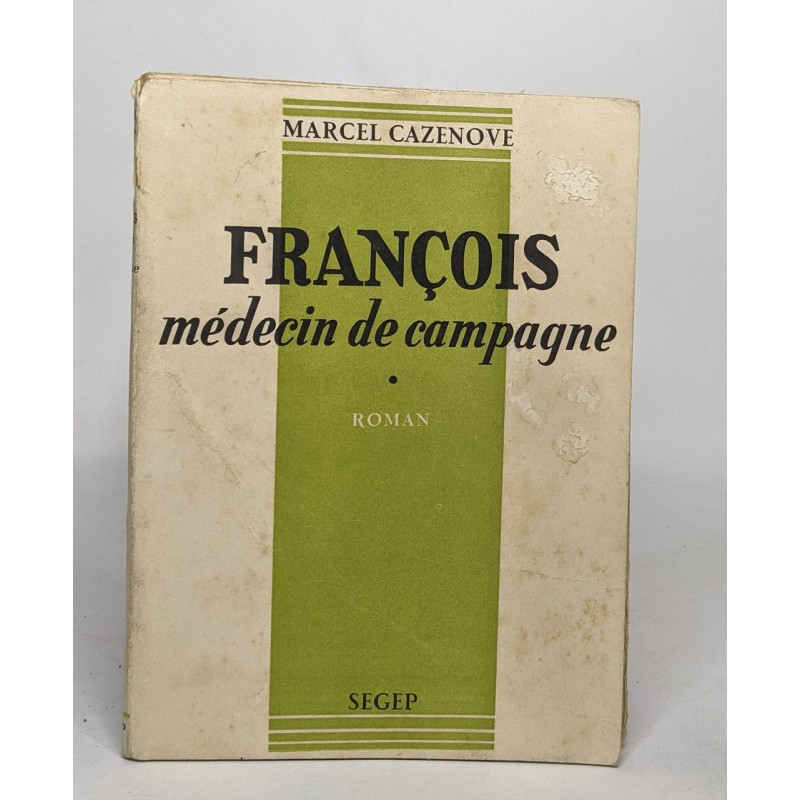 MARCEL CAZENOVE
FRANÇOIS
médecin de campagne
ROMAN
SEGEP